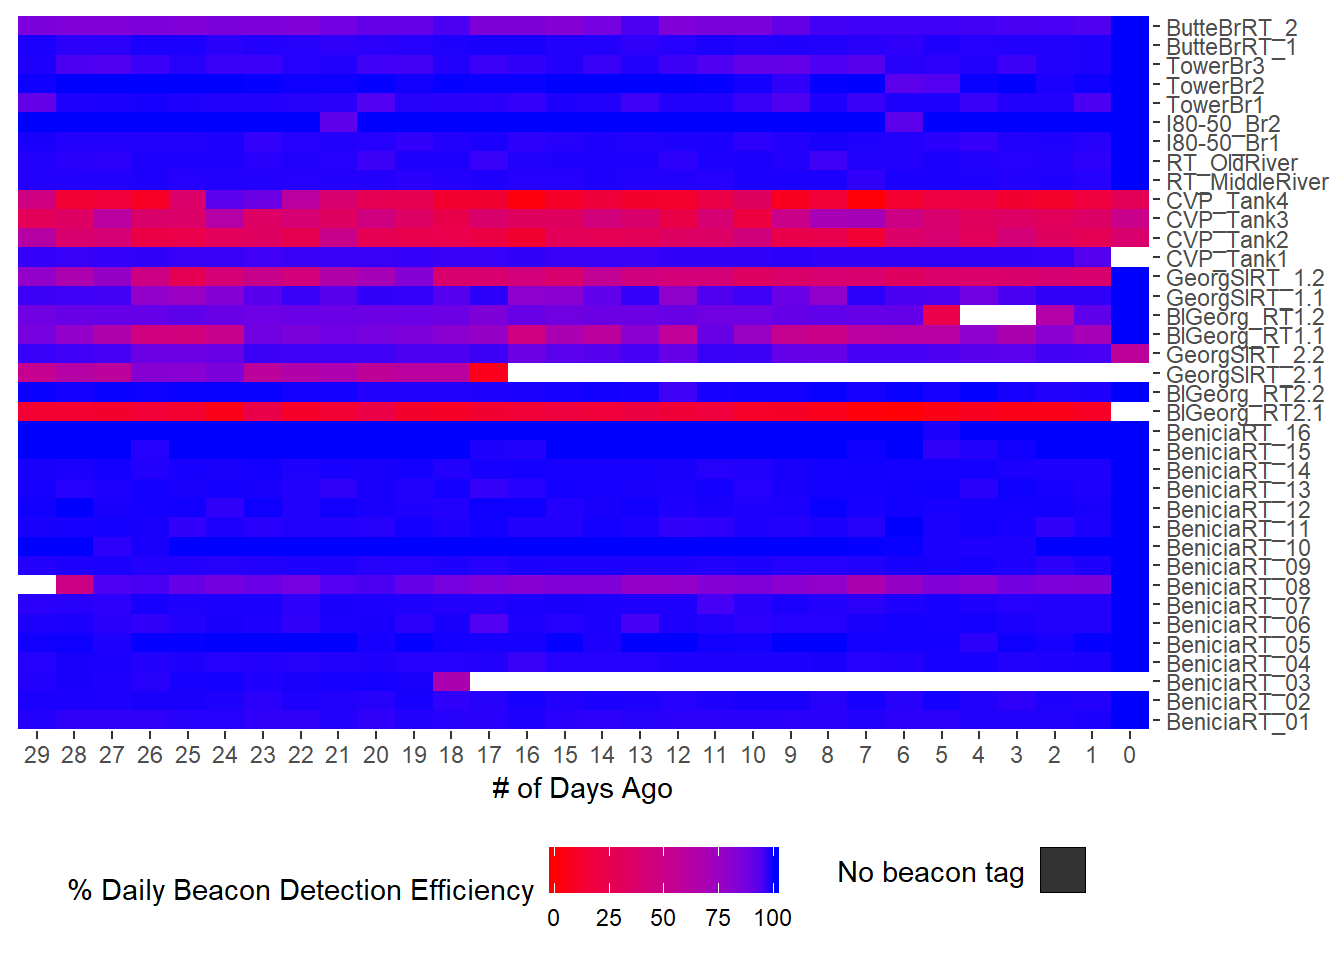 ButteBrRT_2
ButteBrRT_1
TowerBr3
TowerBr2
TowerBr1
I80-50_Br2
I80-50_Br1
RT_OldRiver
RT_MiddleRiver
CVP_Tank4
CVP_Tank3
CVP_Tank2
CVP_Tank1
GeorgSlRT_1.2
GeorgSlRT_1.1
BlGeorg_RT1.2
BlGeorg_RT1.1
GeorgSlRT_2.2
GeorgSlRT_2.1
BlGeorg_RT2.2
BlGeorg_RT2.1
BeniciaRT_16
BeniciaRT_15
BeniciaRT_14
BeniciaRT_13
BeniciaRT_12
BeniciaRT_11
BeniciaRT_10
BeniciaRT_09
BeniciaRT_08
BeniciaRT_07
BeniciaRT_06
BeniciaRT_05
BeniciaRT_04
BeniciaRT_03
BeniciaRT_02
BeniciaRT_01
29 28 27 26 25 24 23 22 21 20 19 18 17 16 15 14 13 12 11 10 9 8 7 6 5 4 3 2 1 0
# of Days Ago
% Daily Beacon Detection Efficiency
0 25 50 75 100
No beacon tag